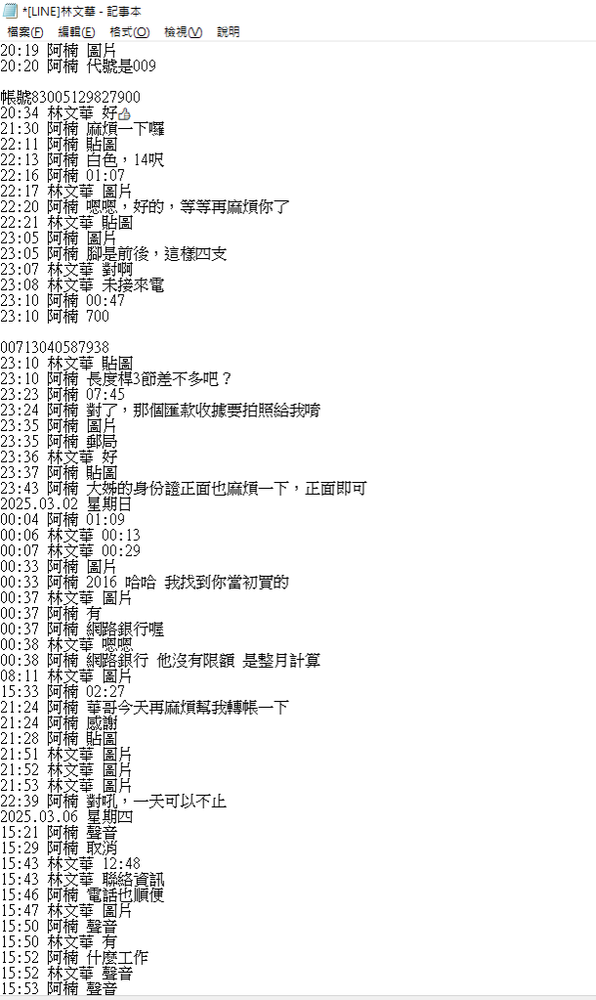 *[LINE]林文華 - 記事本
檔案(F) 編輯(E) 格式(O) 檢視(V) 說明
20:19 阿楠 圖片
20:20 阿楠 代號是009

帳號83005129827900
20:34 林文華 好👍
21:30 阿楠 麻煩一下囉
22:11 阿楠 貼圖
22:13 阿楠 白色，14呎
22:16 阿楠 01:07
22:17 林文華 圖片
22:20 阿楠 嗯嗯，好的，等等再麻煩你了
22:21 林文華 貼圖
23:05 阿楠 圖片
23:05 阿楠 腳是前後，這樣四支
23:07 林文華 對啊
23:08 林文華 未接來電
23:10 阿楠 00:47
23:10 阿楠 700

00713040587938
23:10 林文華 貼圖
23:10 阿楠 長度桿3節差不多吧？
23:23 阿楠 07:45
23:24 阿楠 對了，那個匯款收據要拍照給我唷
23:35 阿楠 圖片
23:35 阿楠 郵局
23:36 林文華 好
23:37 阿楠 貼圖
23:43 阿楠 大姊的身份證正面也麻煩一下，正面即可
2025.03.02 星期日
00:04 阿楠 01:09
00:06 林文華 00:13
00:07 林文華 00:29
00:33 阿楠 圖片
00:33 阿楠 2016 哈哈 我找到你當初買的
00:37 林文華 圖片
00:37 阿楠 有
00:37 阿楠 網路銀行喔
00:38 林文華 嗯嗯
00:38 阿楠 網路銀行 他沒有限額 是整月計算
08:11 林文華 圖片
15:33 阿楠 02:27
21:24 阿楠 華哥今天再麻煩幫我轉帳一下
21:24 阿楠 感謝
21:28 阿楠 貼圖
21:51 林文華 圖片
21:52 林文華 圖片
21:53 林文華 圖片
22:39 阿楠 對吼，一天可以不止
2025.03.06 星期四
15:21 阿楠 聲音
15:29 阿楠 取消
15:43 林文華 12:48
15:43 林文華 聯絡資訊
15:46 阿楠 電話也順便
15:47 林文華 圖片
15:50 阿楠 聲音
15:50 林文華 有
15:52 阿楠 什麼工作
15:52 林文華 聲音
15:53 阿楠 聲音